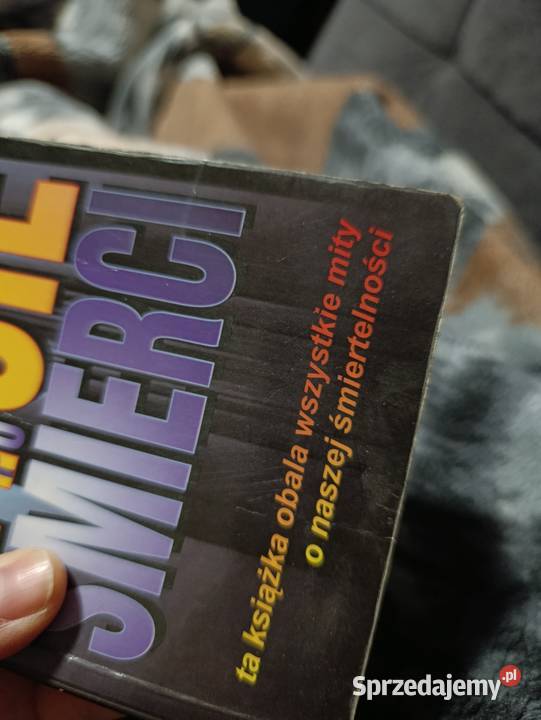 ŚMIERCI
ta książka obala wszystkie mity
o naszej śmiertelności
Sprzedajemy.pl